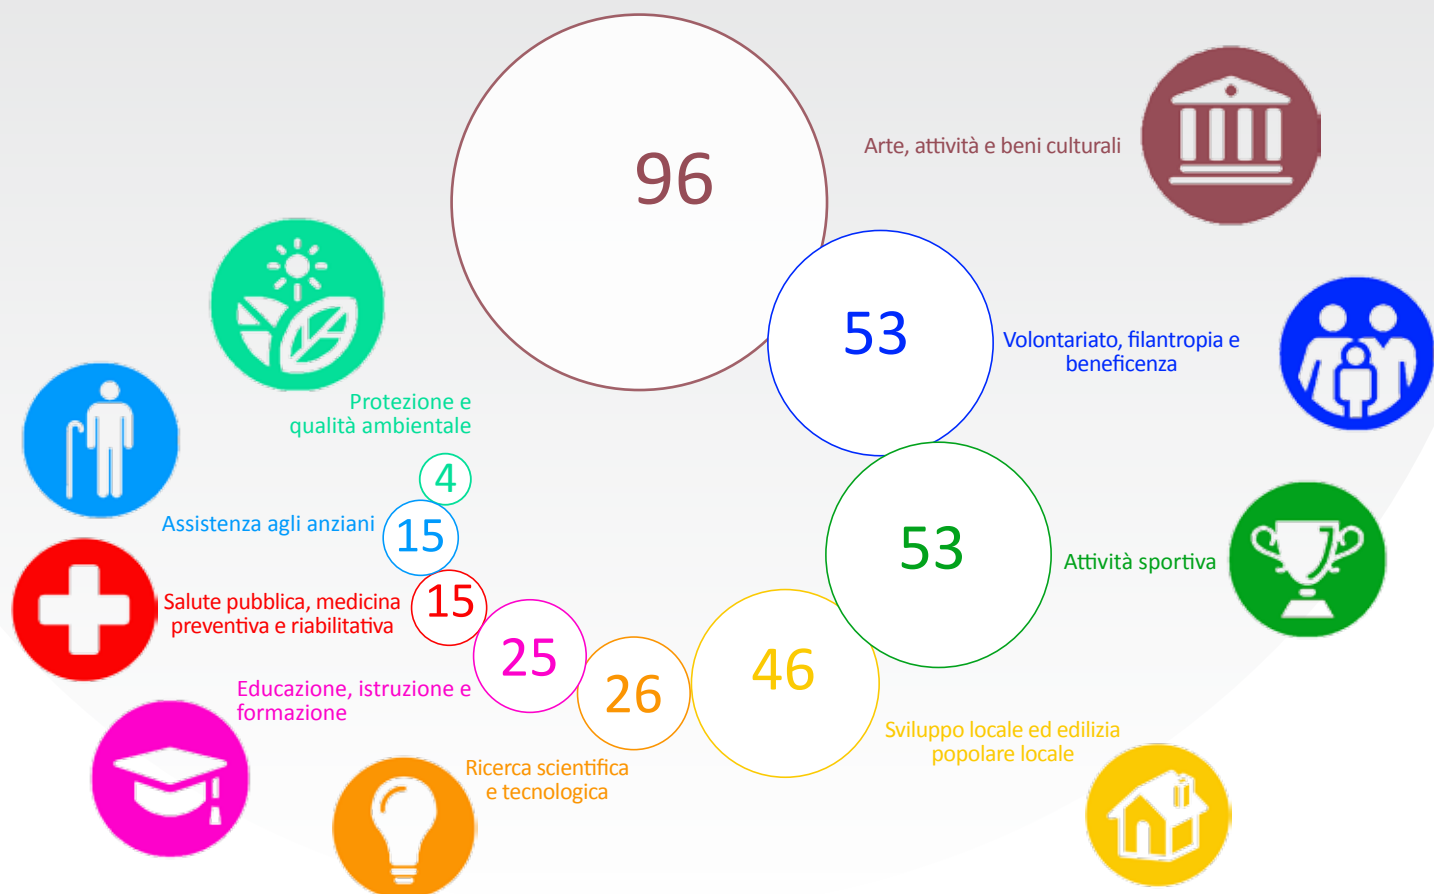 96
Arte, attività e beni culturali
53
Volontariato, filantropia e
beneficenza
53
Attività sportiva
46
Sviluppo locale ed edilizia
popolare locale
26
Ricerca scientifica
e tecnologica
25
Educazione, istruzione e
formazione
15
Salute pubblica, medicina
preventiva e riabilitativa
15
Assistenza agli anziani
4
Protezione e
qualità ambientale